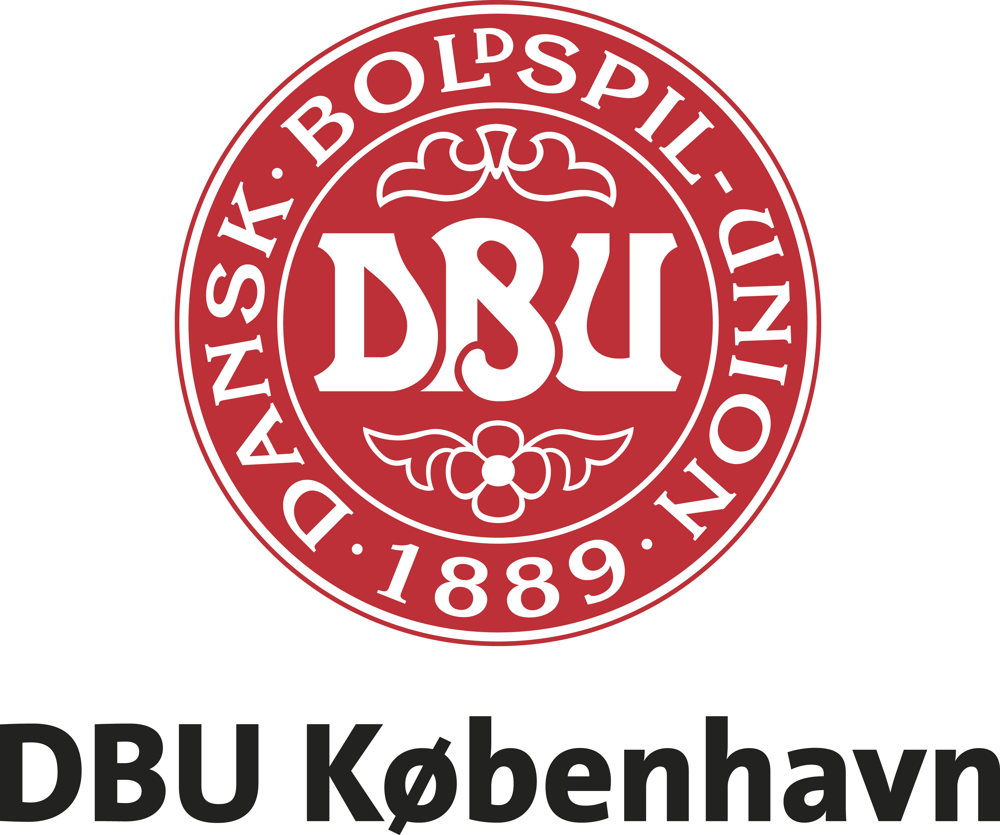 DANSK · BOLDSPIL-UNION · 1889 ·
DBU
DBU København